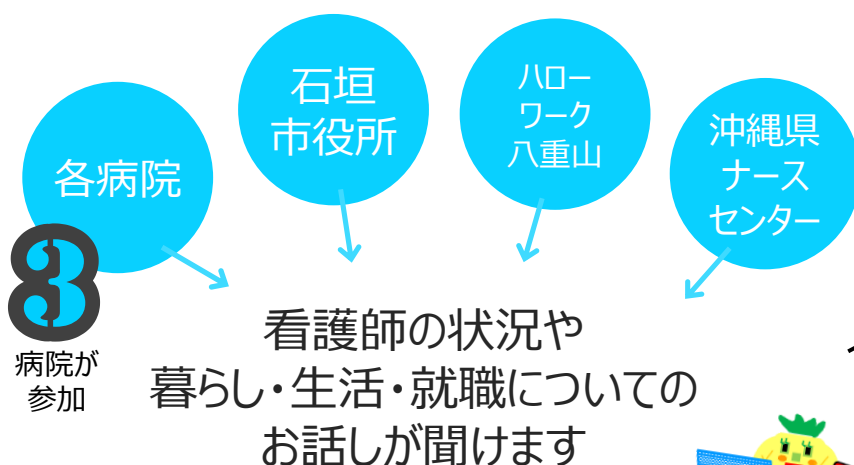 各病院
石垣
市役所
ハロー
ワーク
八重山
沖縄県
ナース
センター
3
病院が
参加
看護師の状況や
暮らし・生活・就職についての
お話しが聞けます